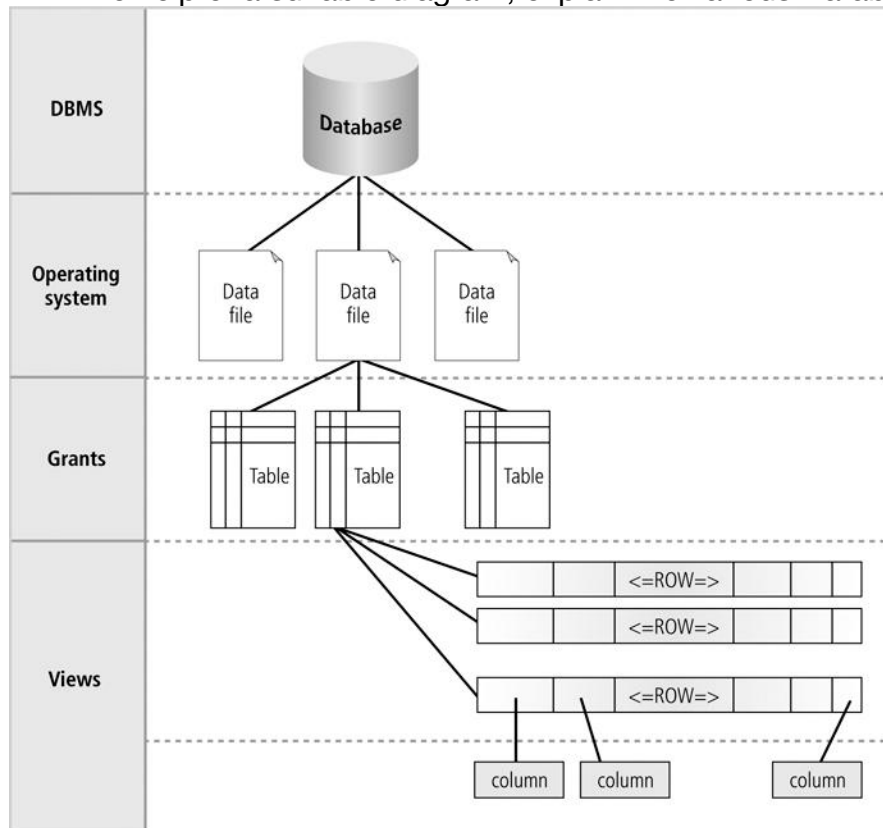 DBMS
Database
Operating
system
Data
file
Data
file
Data
file
Grants
Table
Table
Table
Views
<=ROW=>
<=ROW=>
<=ROW=>
column
column
column